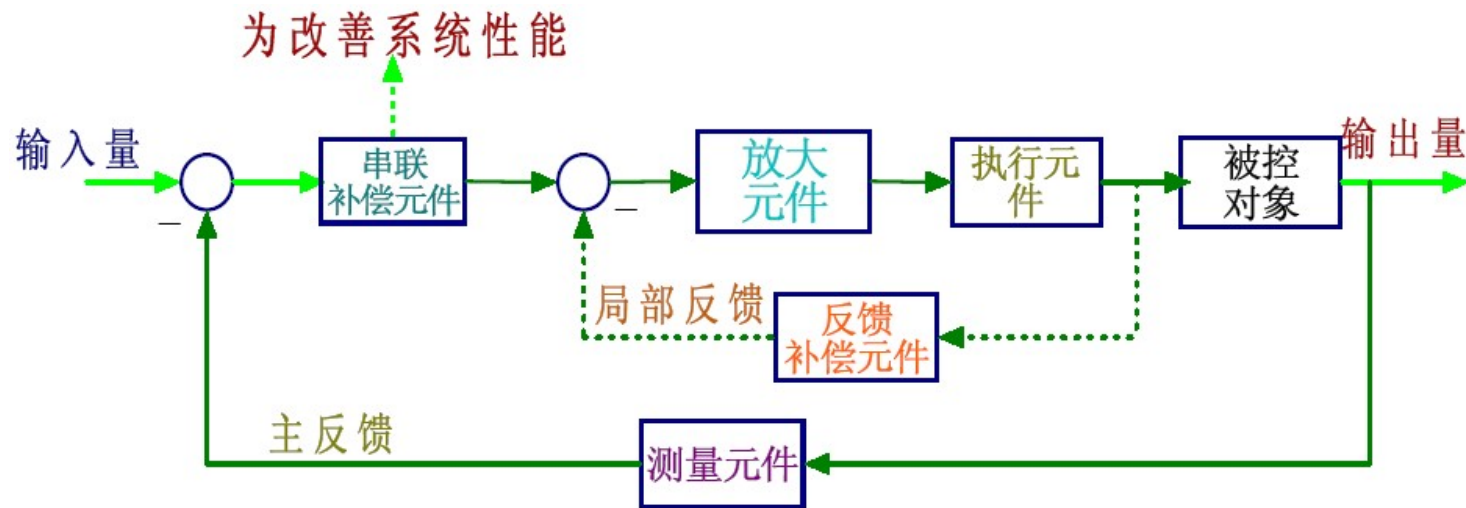 为改善系统性能
输入量
串联
补偿元件
放大
元件
执行元
件
被控
对象
输出量
局部反馈
反馈
补偿元件
主反馈
测量元件